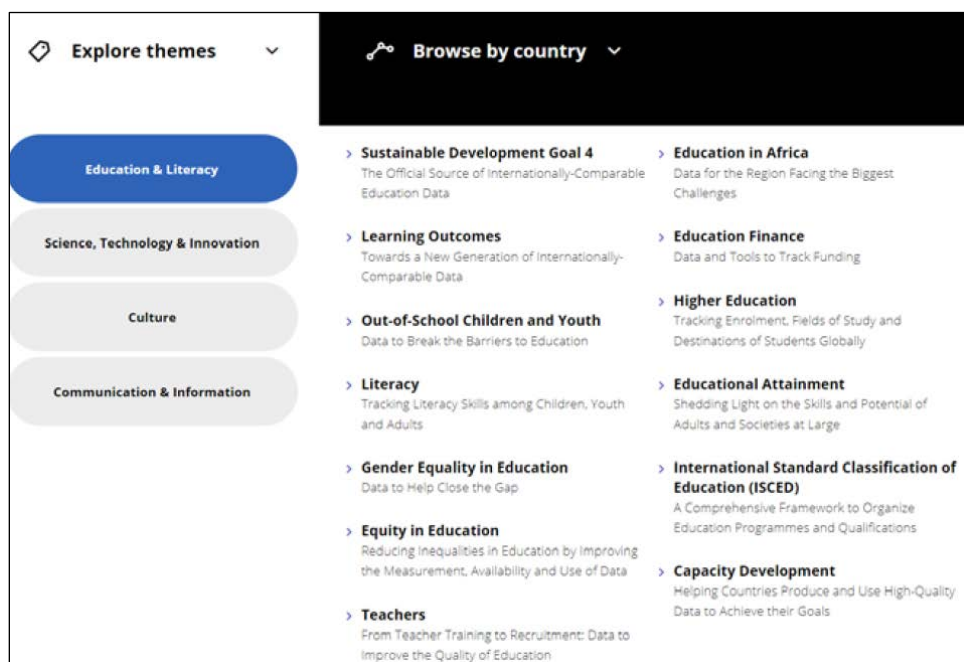 Explore themes
Browse by country
Education & Literacy
Science, Technology & Innovation
Culture
Communication & Information
Sustainable Development Goal 4
The Official Source of Internationally-Comparable
Education Data
Learning Outcomes
Towards a New Generation of Internationally-
Comparable Data
Out-of-School Children and Youth
Data to Break the Barriers to Education
Literacy
Tracking Literacy Skills among Children, Youth
and Adults
Gender Equality in Education
Data to Help Close the Gap
Equity in Education
Reducing Inequalities in Education by Improving
the Measurement, Availability and Use of Data
Teachers
From Teacher Training to Recruitment: Data to
Improve the Quality of Education
Education in Africa
Data for the Region Facing the Biggest
Challenges
Education Finance
Data and Tools to Track Funding
Higher Education
Tracking Enrolment, Fields of Study and
Destinations of Students Globally
Educational Attainment
Shedding Light on the Skills and Potential of
Adults and Societies at Large
International Standard Classification of
Education (ISCED)
A Comprehensive Framework to Organize
Education Programmes and Qualifications
Capacity Development
Helping Countries Produce and Use High-Quality
Data to Achieve their Goals